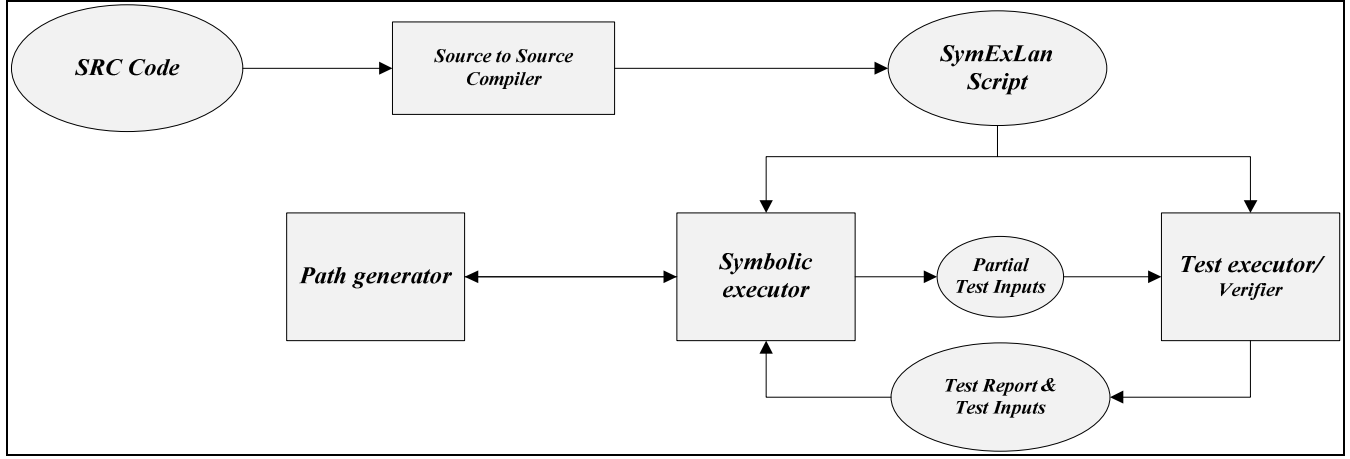 SRC Code
Source to Source
Compiler
SymExLan
Script
Path generator
Symbolic
executor
Partial
Test Inputs
Test executor/
Verifier
Test Report &
Test Inputs